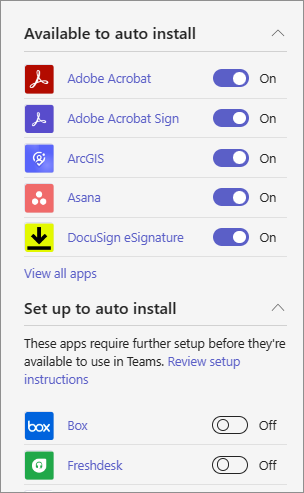 Available to auto install
Adobe Acrobat On
Adobe Acrobat Sign On
ArcGIS On
Asana On
DocuSign eSignature On
View all apps
Set up to auto install
These apps require further setup before they're
available to use in Teams. Review setup
instructions
box Box Off
Freshdesk Off